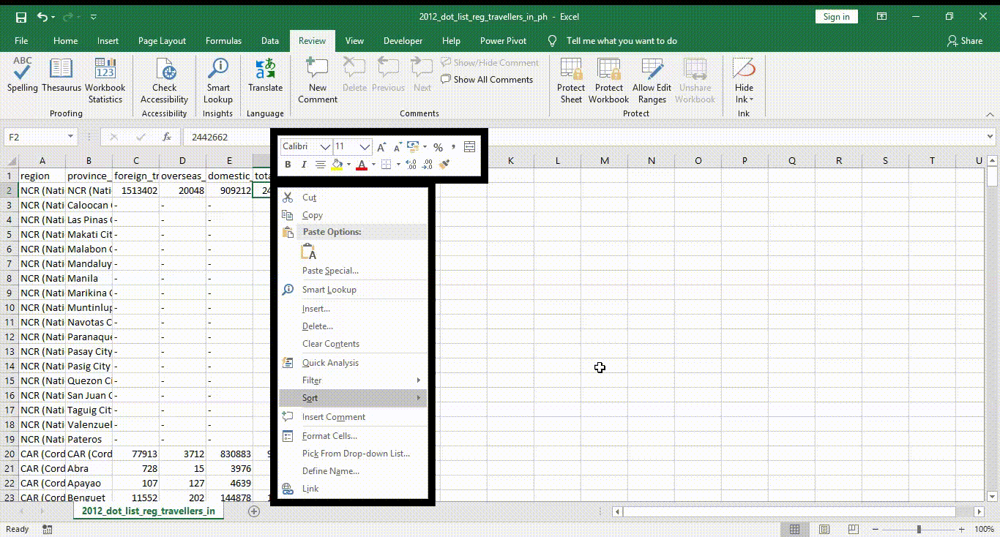 2012_dot_list_reg_travellers_in_ph - Excel
Sign in
File Home Insert Page Layout Formulas Data Review View Developer Help Power Pivot Tell me what you want to do Share
ABC
123
Spelling Thesaurus Workbook Statistics
Check Accessibility
Smart Lookup
Translate
New Comment
Delete Previous Next
Show/Hide Comment
Show All Comments
Protect Sheet
Protect Workbook
Allow Edit Ranges
Unshare Workbook
Hide Ink
Proofing Accessibility Insights Language Comments Protect Ink
F2 fx 2442662
Calibri 11 A A % ,
B I A
A B C D E K L M N O P Q R S T U
1 region province_ foreign_tr overseas_ domestic_ tota
2 NCR (Nati NCR (Nati 1513402 20048 909212 24
3 NCR (Nati Caloocan - - -
4 NCR (Nati Las Pinas C - - -
5 NCR (Nati Makati Cit - - -
6 NCR (Nati Malabon C - - -
7 NCR (Nati Mandaluy - - -
8 NCR (Nati Manila - - -
9 NCR (Nati Marikina C - - -
10 NCR (Nati Muntinlup - - -
11 NCR (Nati Navotas C - - -
12 NCR (Nati Paranaque - - -
13 NCR (Nati Pasay City - - -
14 NCR (Nati Pasig City - - -
15 NCR (Nati Quezon Ci - - -
16 NCR (Nati San Juan C - - -
17 NCR (Nati Taguig Cit - - -
18 NCR (Nati Valenzuel - - -
19 NCR (Nati Pateros - - -
20 CAR (Cord CAR (Cord 77913 3712 830883 9
21 CAR (Cord Abra 728 15 3976
22 CAR (Cord Apayao 107 127 4639
23 CAR (Cord Benguet 11552 202 144878 1
Cut
Copy
Paste Options:
Paste Special...
Smart Lookup
Insert...
Delete...
Clear Contents
Quick Analysis
Filter
Sort
Insert Comment
Format Cells...
Pick From Drop-down List...
Define Name...
Link
2012_dot_list_reg_travellers_in
Ready
100%